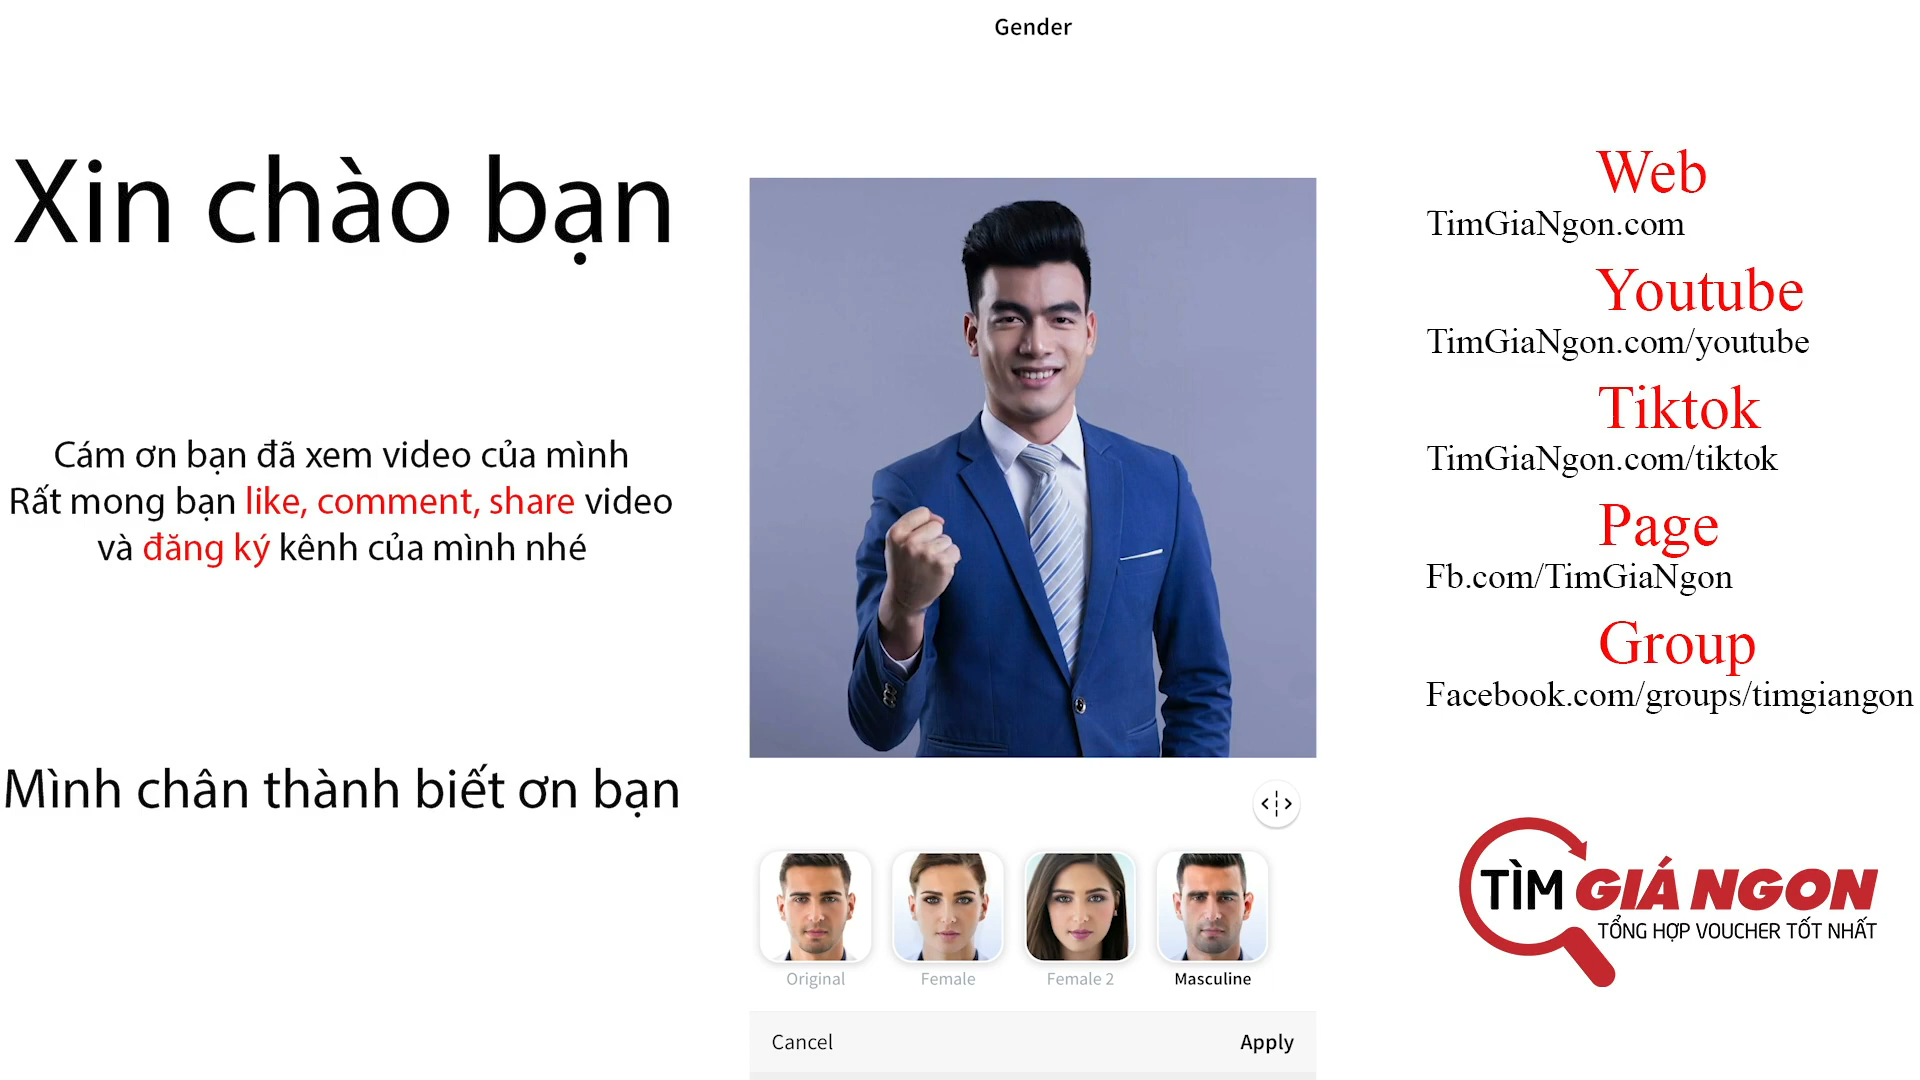 Gender
Xin chào bạn
Cám ơn bạn đã xem video của mình
Rất mong bạn like, comment, share video
và đăng ký kênh của mình nhé
Mình chân thành biết ơn bạn
Original
Female
Female 2
Masculine
Cancel
Apply
Web
TimGiaNgon.com
Youtube
TimGiaNgon.com/youtube
Tiktok
TimGiaNgon.com/tiktok
Page
Fb.com/TimGiaNgon
Group
Facebook.com/groups/timgiangon
TÌM GIÁ NGON
TỔNG HỢP VOUCHER TỐT NHẤT